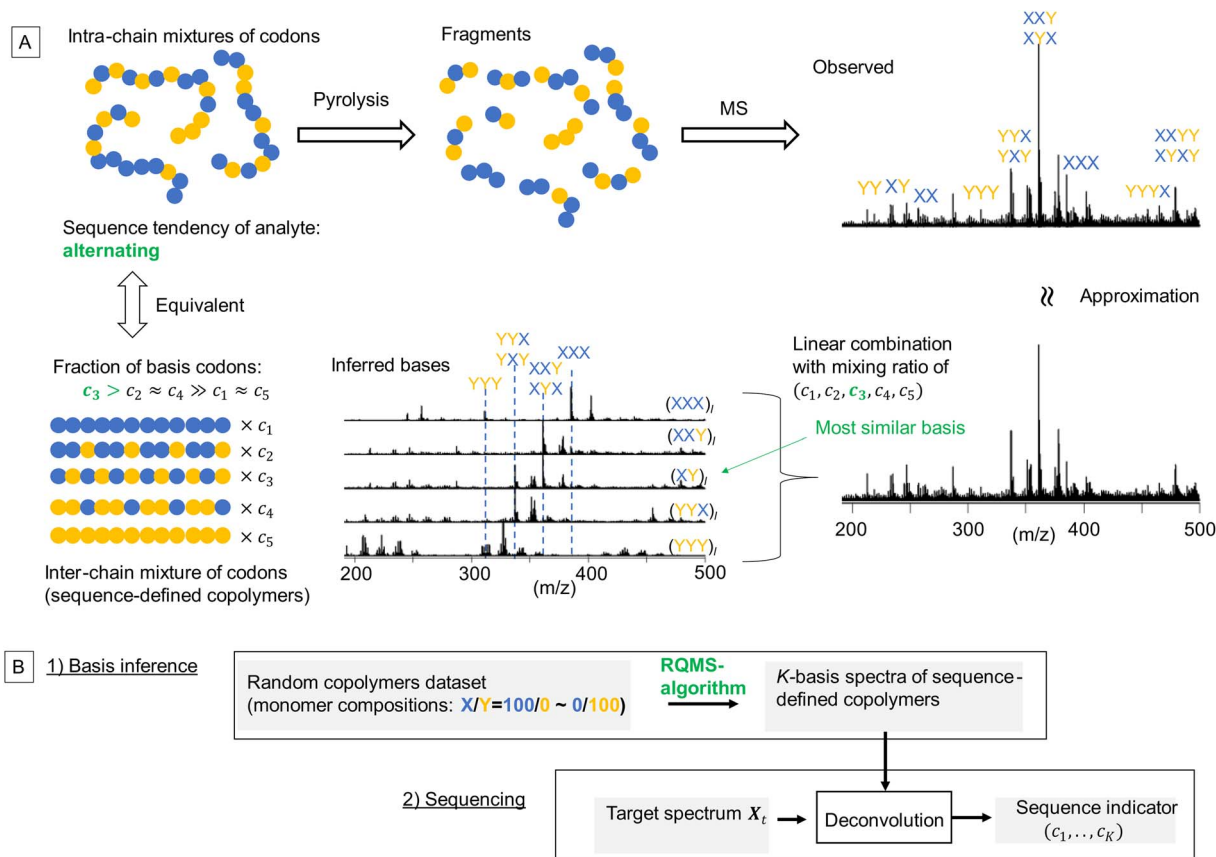 A
Intra-chain mixtures of codons
Pyrolysis
Fragments
MS
Observed
XXY
XYX
YYX
YXY
XXX
XXYY
XYXY
YY
XY
XX
YYY
YYYX
Sequence tendency of analyte:
alternating
Equivalent
≈
Approximation
Fraction of basis codons:
c₃ > c₂ ≈ c₄ ≫ c₁ ≈ c₅
× c₁
× c₂
× c₃
× c₄
× c₅
Inter-chain mixture of codons
(sequence-defined copolymers)
Inferred bases
YYX
YXY
XXY
XYX
XXX
YYY
(XXX)ₗ
(XXY)ₗ
(XY)ₗ
(YYX)ₗ
(YYY)ₗ
200 300 400 500
(m/z)
Linear combination
with mixing ratio of
(c₁, c₂, c₃, c₄, c₅)
Most similar basis
200 300 400 500
(m/z)
B
1) Basis inference
Random copolymers dataset
(monomer compositions: X/Y=100/0 ~ 0/100)
RQMS-
algorithm
K-basis spectra of sequence-
defined copolymers
2) Sequencing
Target spectrum Xₜ
Deconvolution
Sequence indicator
(c₁,..,c_K)